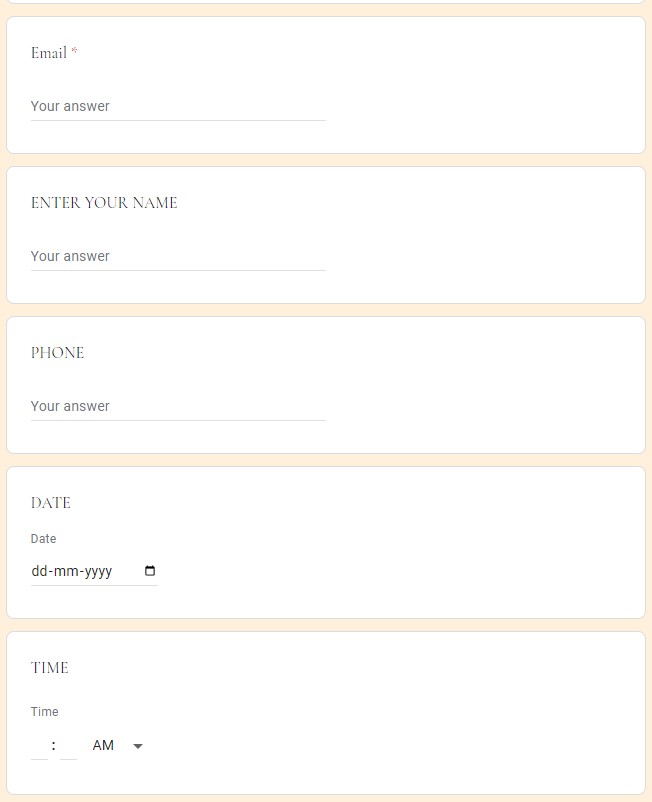 Email *
Your answer
ENTER YOUR NAME
Your answer
PHONE
Your answer
DATE
Date
dd-mm-yyyy
TIME
Time
: AM